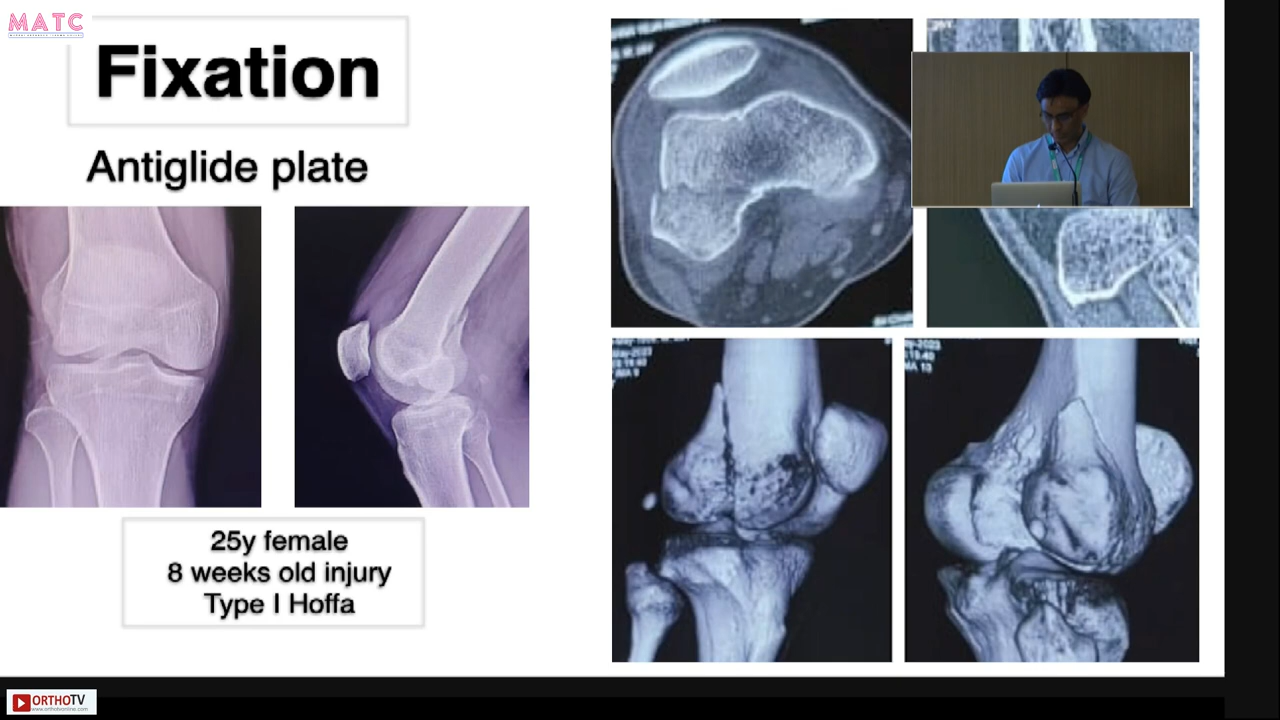 MATC
Fixation
Antiglide plate
25y female
8 weeks old injury
Type I Hoffa
ORTHOTV
www.orthotvonline.com